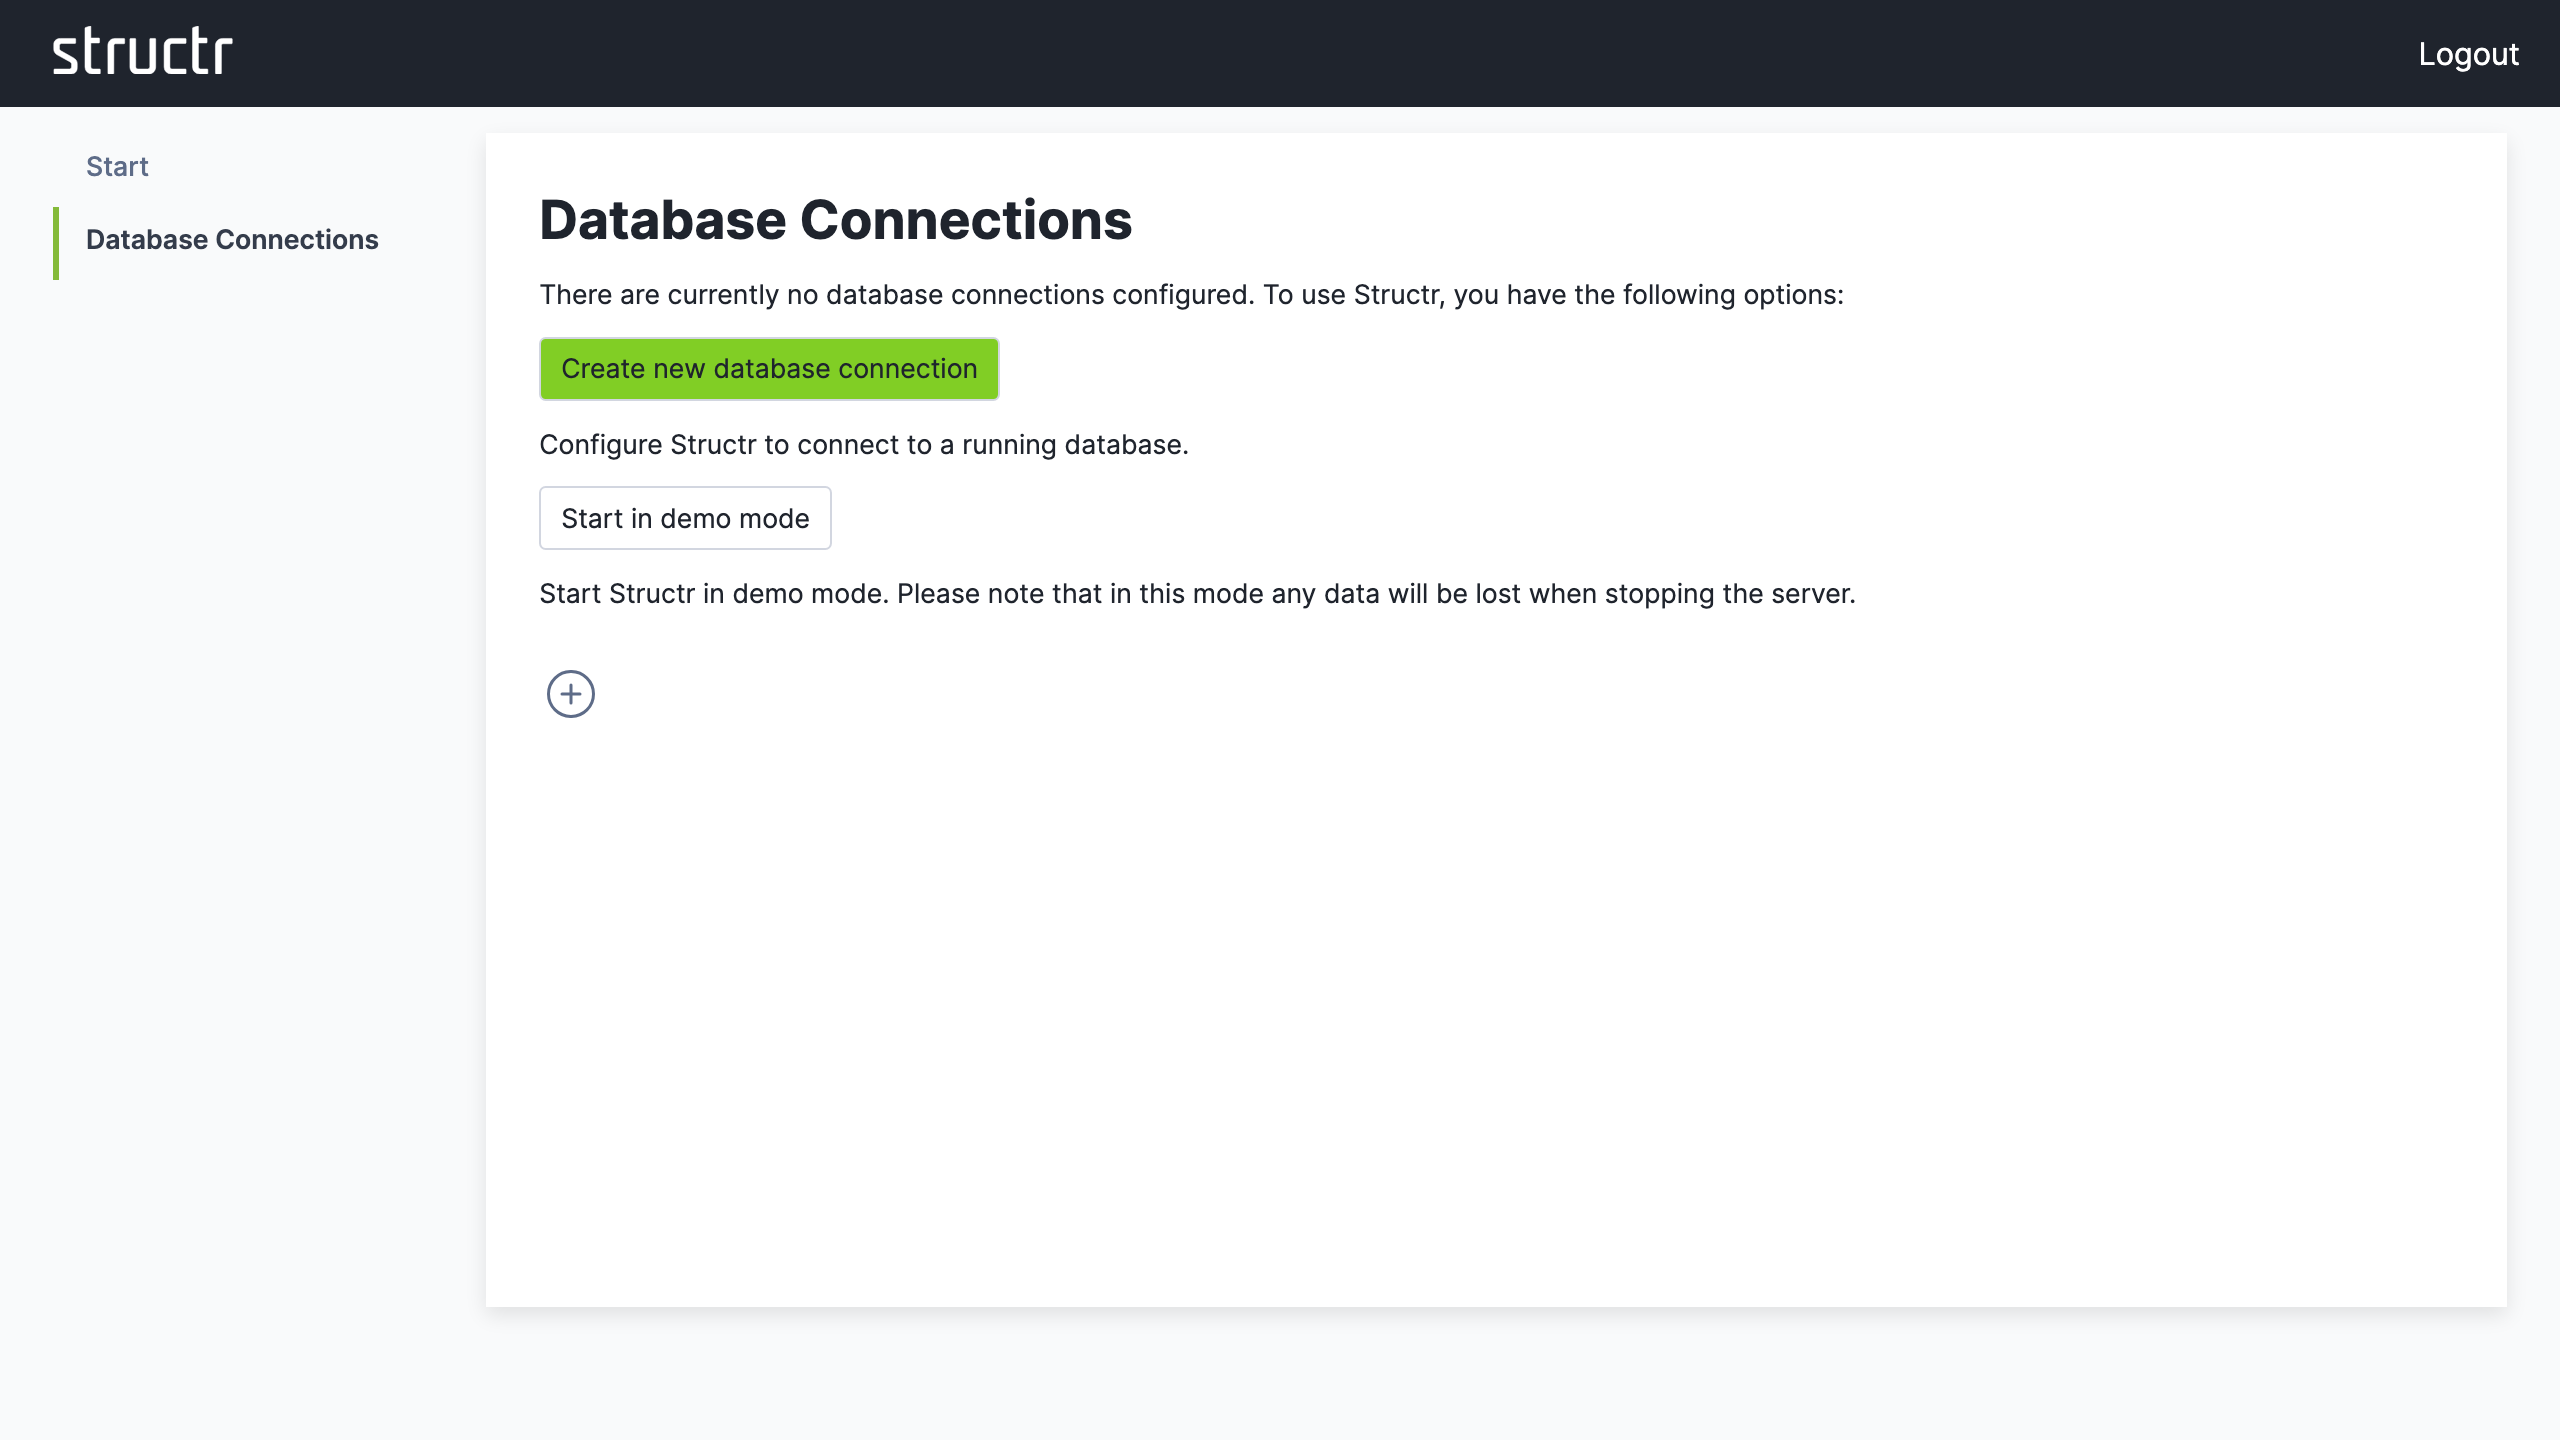 structr
Logout
Start
Database Connections
Database Connections
There are currently no database connections configured. To use Structr, you have the following options:
Create new database connection
Configure Structr to connect to a running database.
Start in demo mode
Start Structr in demo mode. Please note that in this mode any data will be lost when stopping the server.